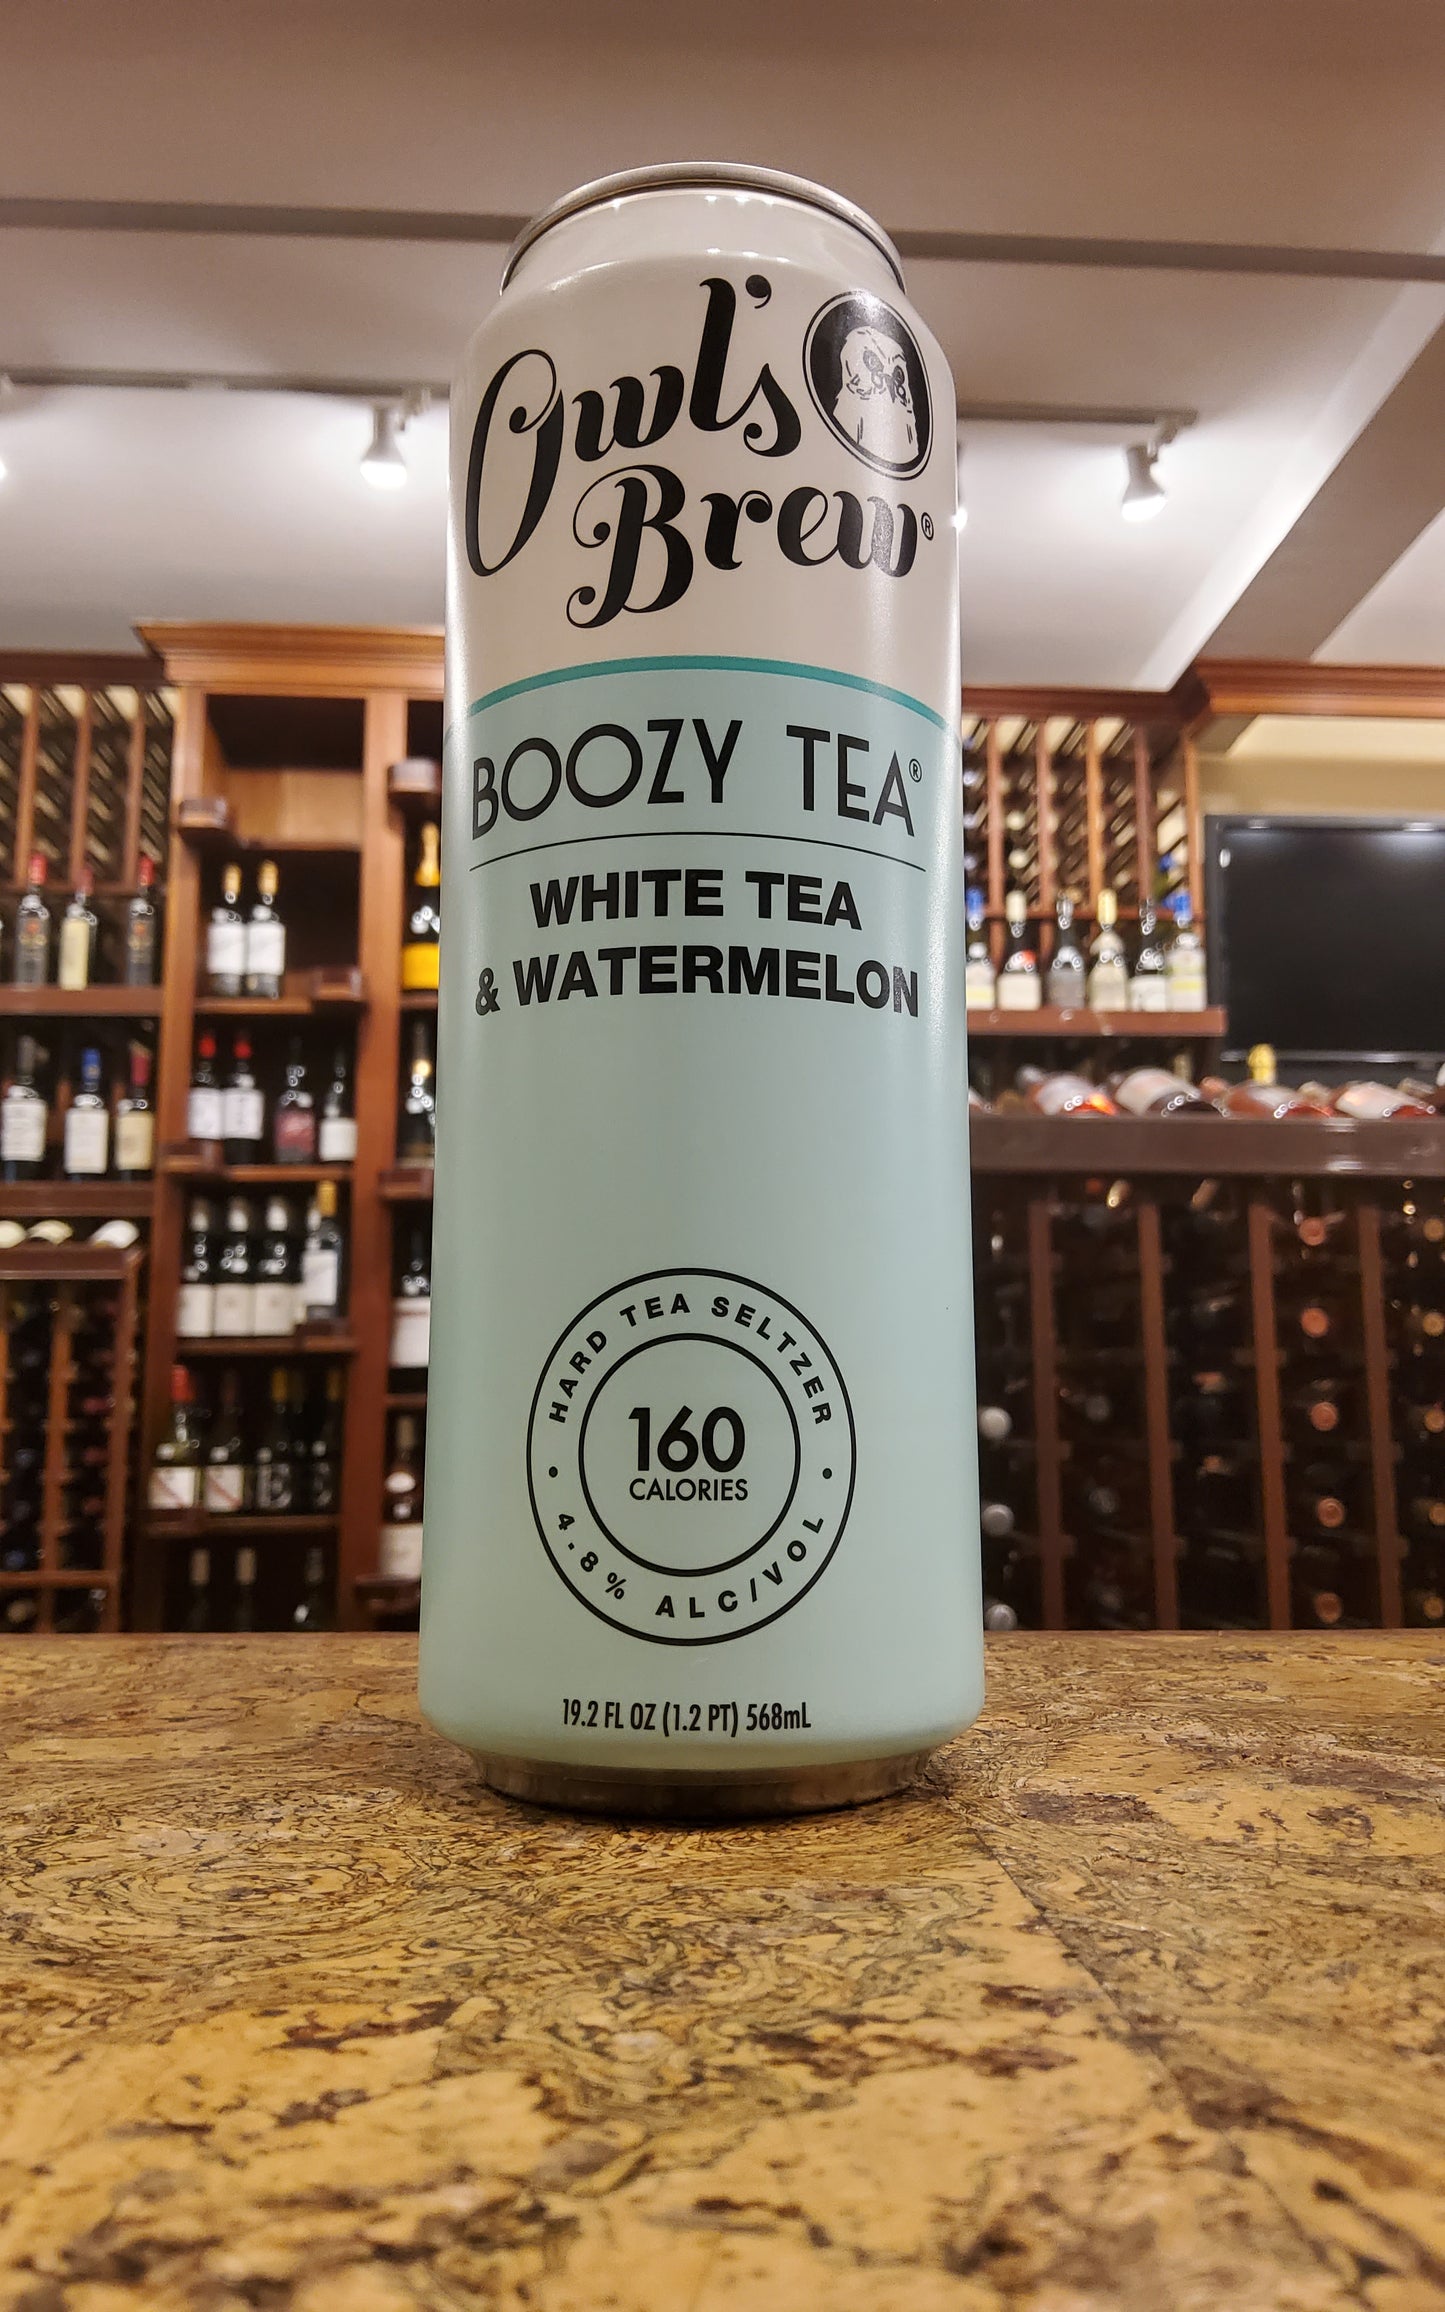 Owl's
Brew®
BOOZY TEA®
WHITE TEA
& WATERMELON
HARD TEA SELTZER
160
CALORIES
• 4.8% ALC/VOL •
19.2 FL OZ (1.2 PT) 568mL